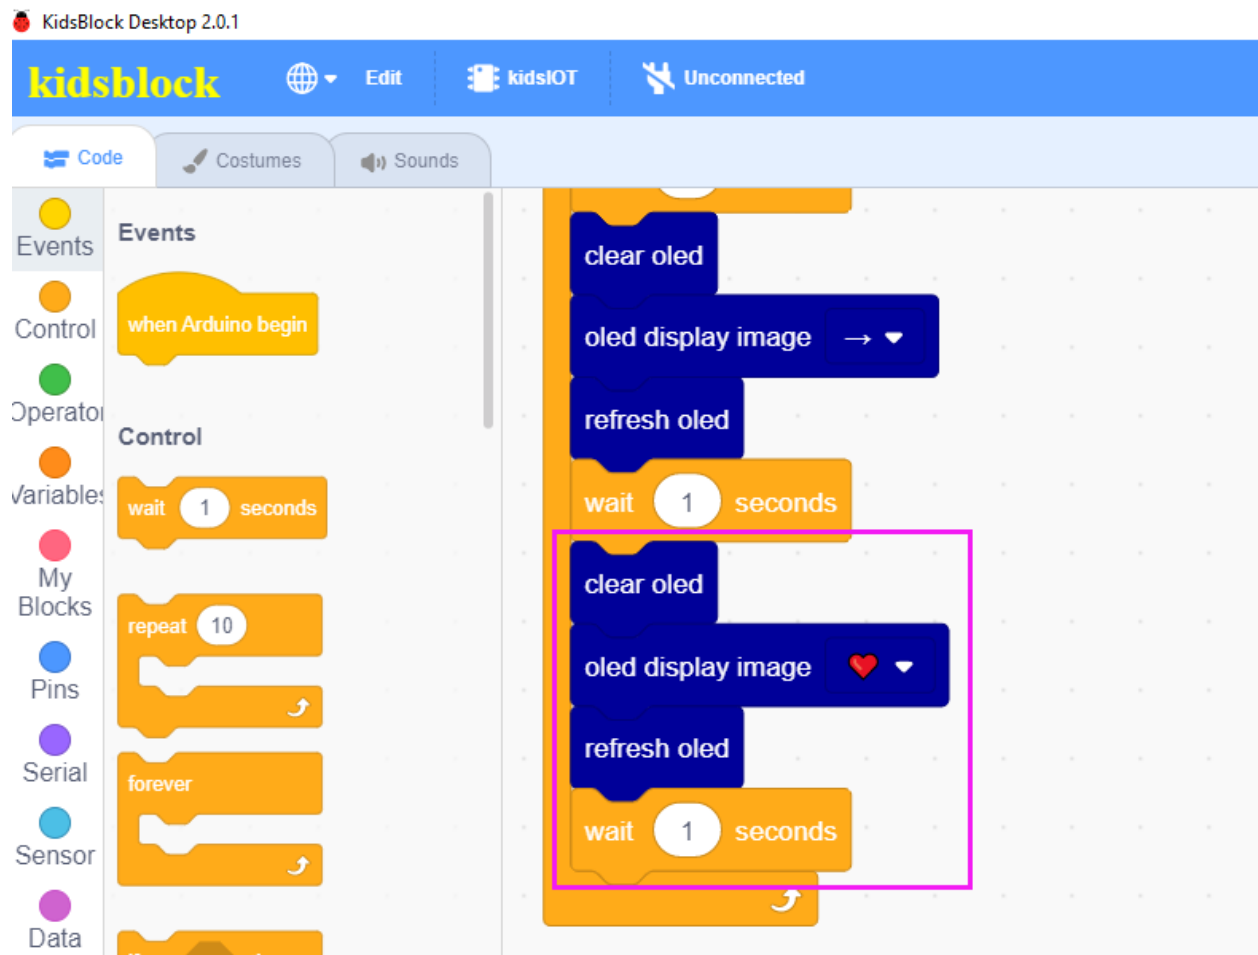 KidsBlock Desktop 2.0.1
kidsblock
Edit
kidsIOT
Unconnected
Code
Costumes
Sounds
Events
Control
Operator
Variables
My
Blocks
Pins
Serial
Sensor
Data
Events
when Arduino begin
Control
wait 1 seconds
repeat 10
forever
clear oled
oled display image →
refresh oled
wait 1 seconds
clear oled
oled display image
refresh oled
wait 1 seconds